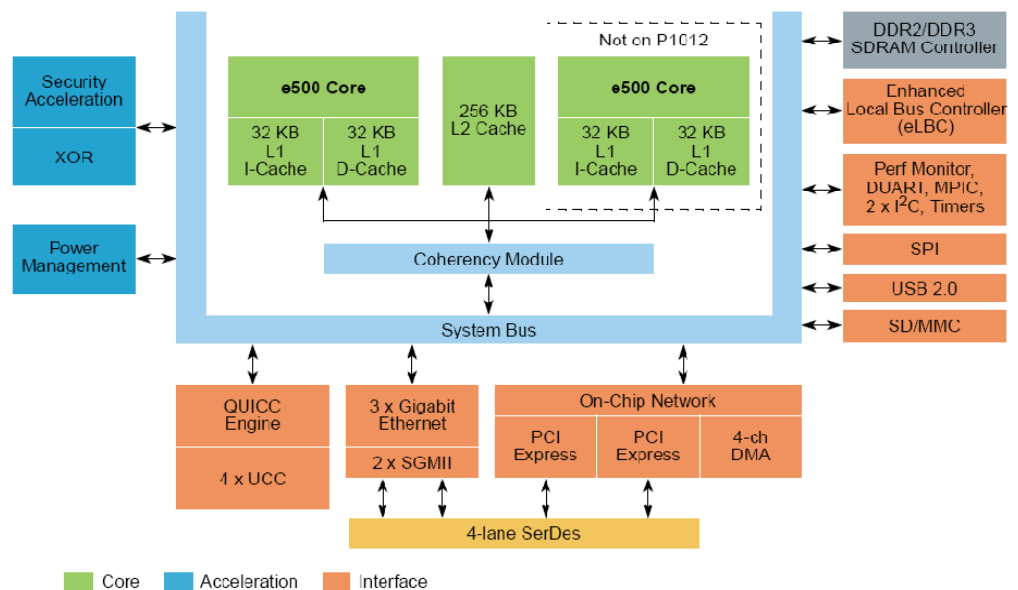 Not on P1012
DDR2/DDR3
SDRAM Controller
Security
Acceleration
XOR
e500 Core
32 KB
L1
I-Cache
32 KB
L1
D-Cache
256 KB
L2 Cache
e500 Core
32 KB
L1
I-Cache
32 KB
L1
D-Cache
Enhanced
Local Bus Controller
(eLBC)
Perf Monitor,
DUART, MPIC,
2 x I²C, Timers
Power
Management
Coherency Module
SPI
USB 2.0
SD/MMC
System Bus
QUICC
Engine
4 x UCC
3 x Gigabit
Ethernet
2 x SGMII
On-Chip Network
PCI
Express
PCI
Express
4-ch
DMA
4-lane SerDes
Core
Acceleration
Interface